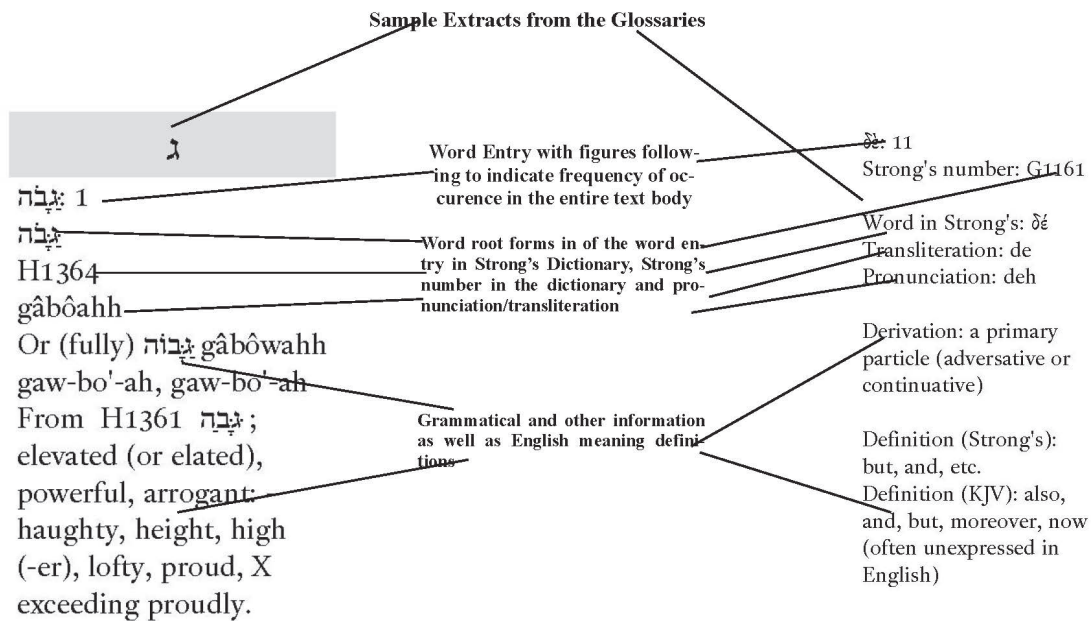 Sample Extracts from the Glossaries
ג
גָּבֹהַּ: 1
גָּבֹהַּ
H1364
gâbôahh
Or (fully) גָּבוֹהַּ gâbôwahh
gaw-bo'-ah, gaw-bo'-ah
From H1361 גָּבַהּ;
elevated (or elated),
powerful, arrogant:
haughty, height, high
(-er), lofty, proud, X
exceeding proudly.
Word Entry with figures follow-
ing to indicate frequency of oc-
curence in the entire text body
Word root forms in of the word en-
try in Strong's Dictionary, Strong's
number in the dictionary and pro-
nunciation/transliteration
Grammatical and other information
as well as English meaning defini-
tions
δὲ: 11
Strong's number: G1161
Word in Strong's: δέ
Transliteration: de
Pronunciation: deh
Derivation: a primary
particle (adversative or
continuative)
Definition (Strong's):
but, and, etc.
Definition (KJV): also,
and, but, moreover, now
(often unexpressed in
English)